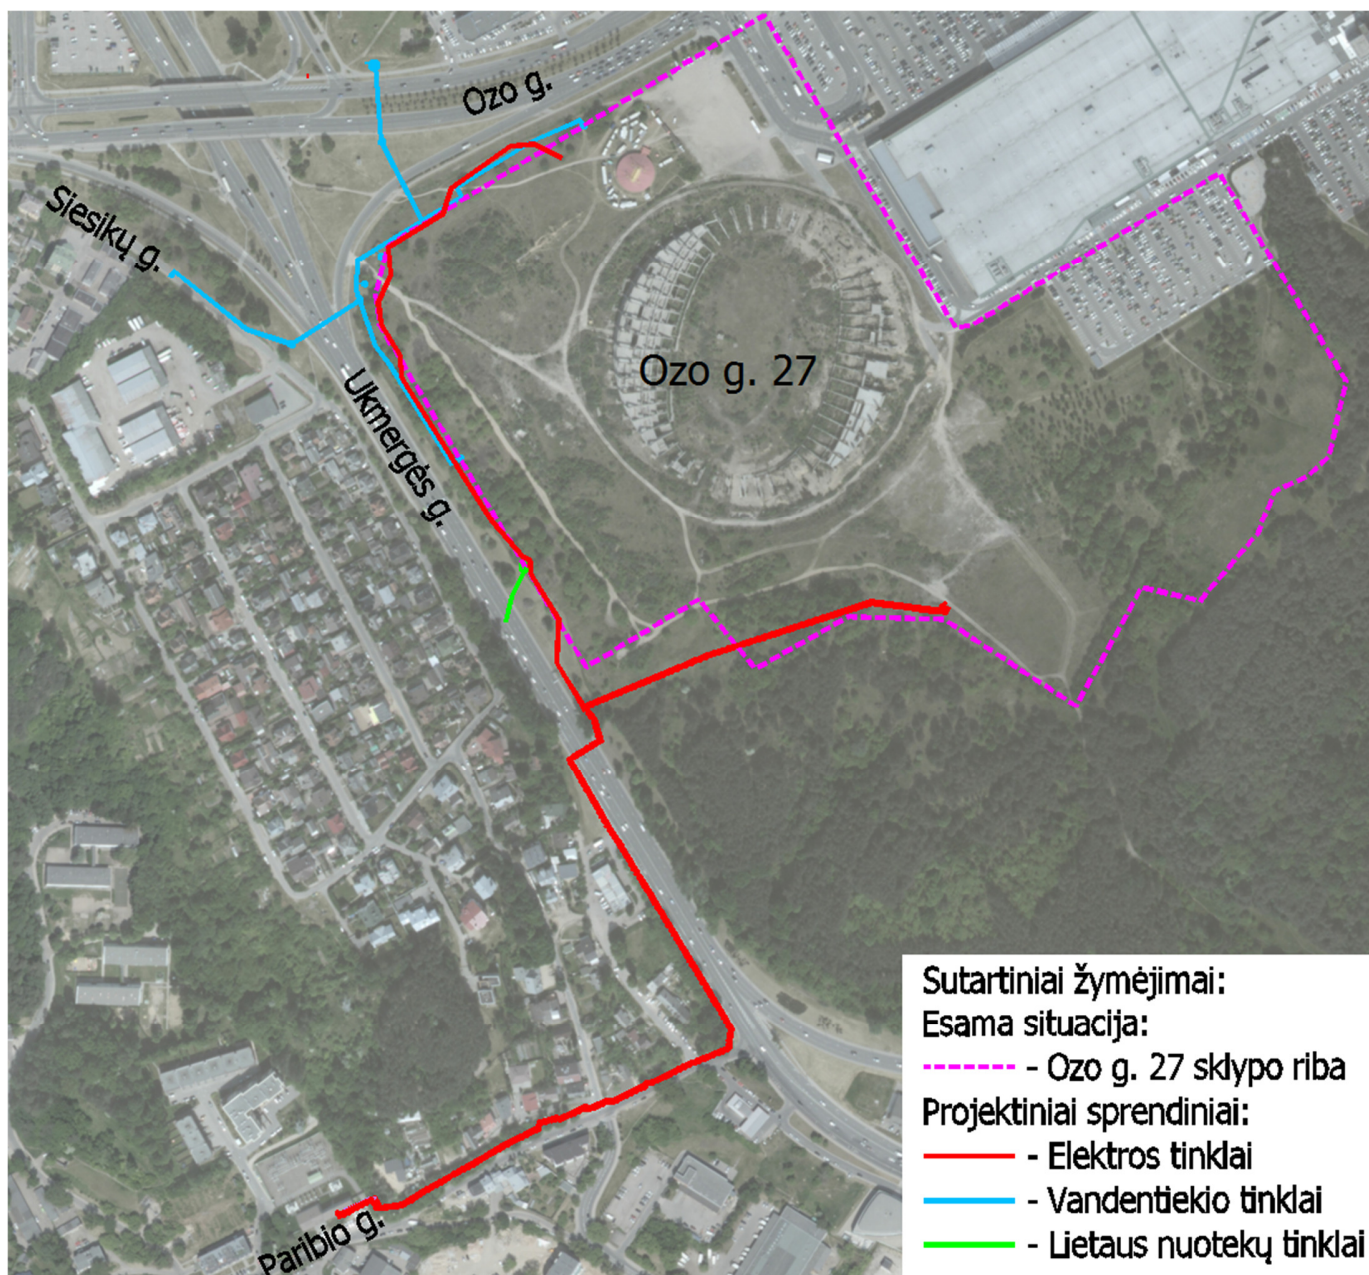 Ozo g.
Siesikų g.
Ozo g. 27
Ukmergės g.
Paribio g.
Sutartiniai žymėjimai:
Esama situacija:
- Ozo g. 27 sklypo riba
Projektiniai sprendiniai:
- Elektros tinklai
- Vandentiekio tinklai
- Lietaus nuotekų tinklai